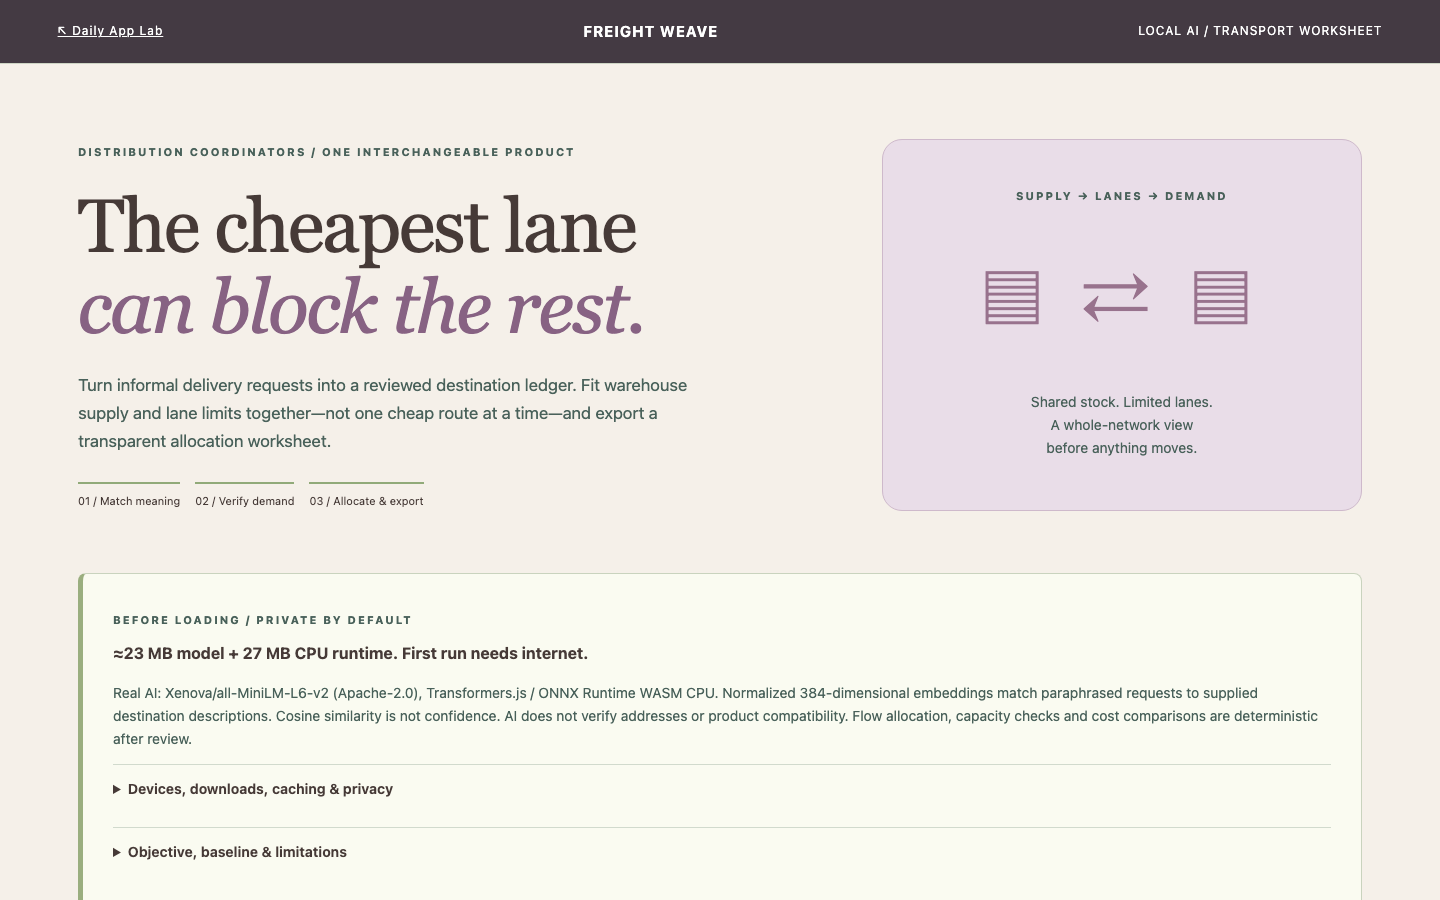 ↖ Daily App Lab
FREIGHT WEAVE
LOCAL AI / TRANSPORT WORKSHEET
DISTRIBUTION COORDINATORS / ONE INTERCHANGEABLE PRODUCT
The cheapest lane
can block the rest.
Turn informal delivery requests into a reviewed destination ledger. Fit warehouse
supply and lane limits together—not one cheap route at a time—and export a
transparent allocation worksheet.
01 / Match meaning
02 / Verify demand
03 / Allocate & export
SUPPLY → LANES → DEMAND
Shared stock. Limited lanes.
A whole-network view
before anything moves.
BEFORE LOADING / PRIVATE BY DEFAULT
≈23 MB model + 27 MB CPU runtime. First run needs internet.
Real AI: Xenova/all-MiniLM-L6-v2 (Apache-2.0), Transformers.js / ONNX Runtime WASM CPU. Normalized 384-dimensional embeddings match paraphrased requests to supplied
destination descriptions. Cosine similarity is not confidence. AI does not verify addresses or product compatibility. Flow allocation, capacity checks and cost comparisons are deterministic
after review.
▶ Devices, downloads, caching & privacy
▶ Objective, baseline & limitations